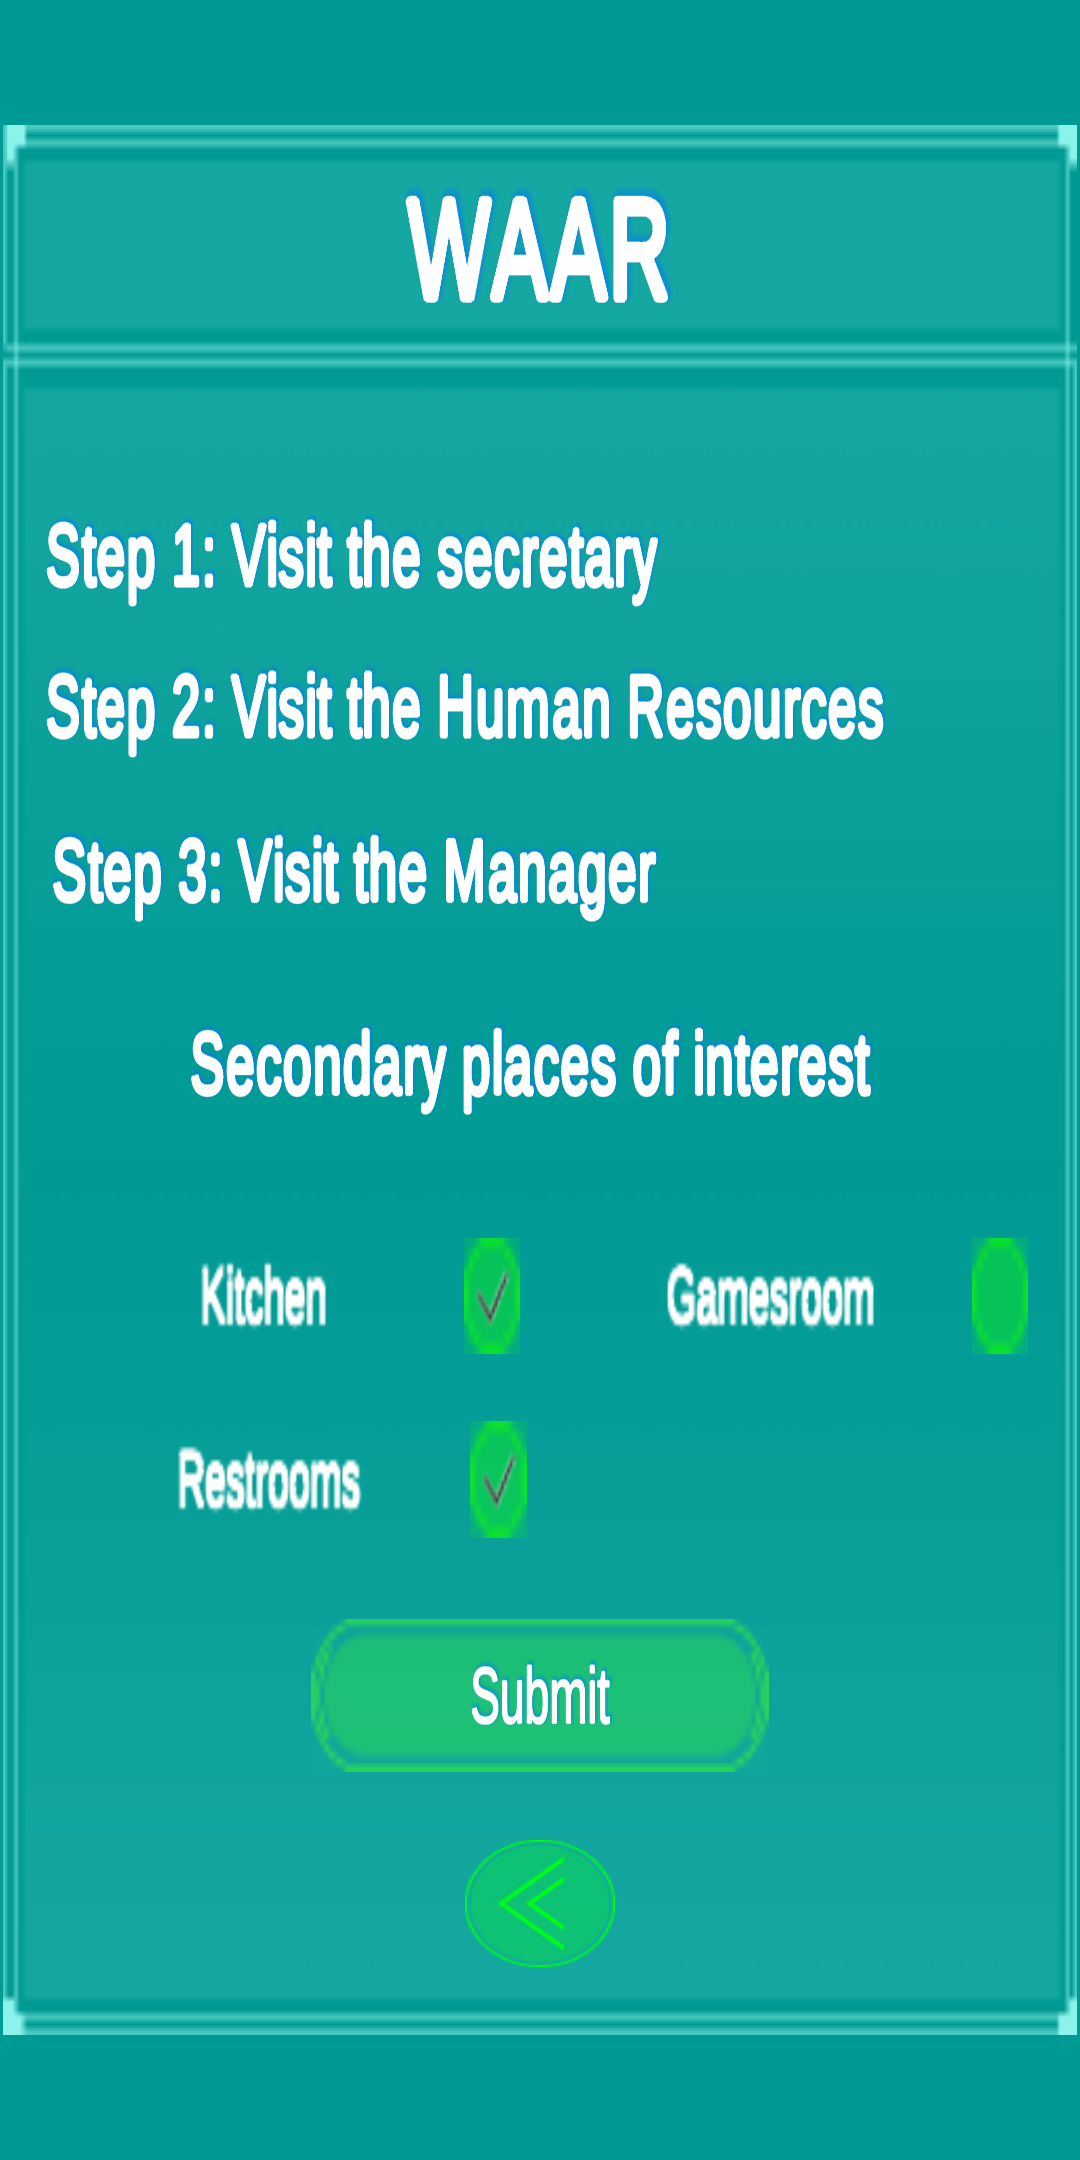 WAAR
Step 1: Visit the secretary
Step 2: Visit the Human Resources
Step 3: Visit the Manager
Secondary places of interest
Kitchen
Gamesroom
Restrooms
Submit